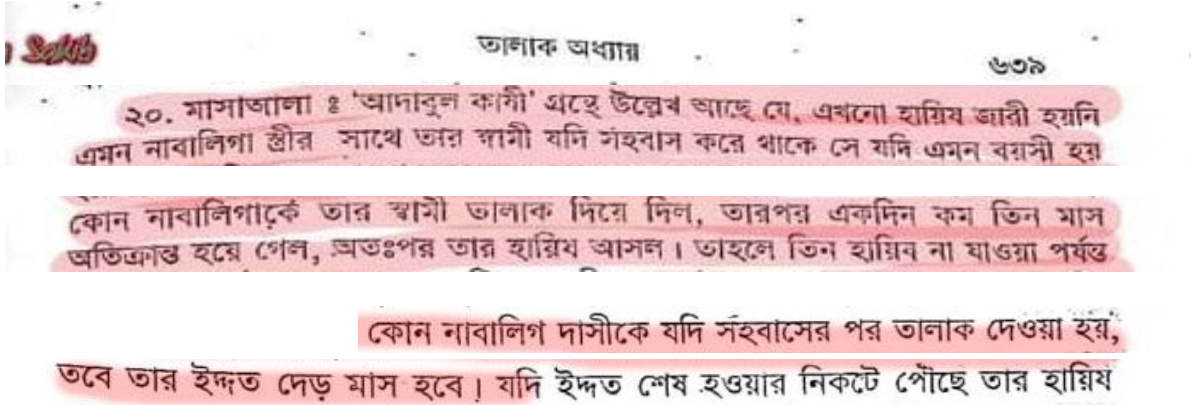 Sakib
তালাক অধ্যায়
৬৩৯
২০. মাসাআলা ঃ 'আদাবুল কাযী' গ্রন্থে উল্লেখ আছে যে, এখনো হায়িয জারী হয়নি
এমন নাবালিগা স্ত্রীর সাথে তার স্বামী যদি সহবাস করে থাকে সে যদি এমন বয়সী হয়
কোন নাবালিগাকে তার স্বামী তালাক দিয়ে দিল, তারপর একদিন কম তিন মাস
অতিক্রান্ত হয়ে গেল, অতঃপর তার হায়িয আসল। তাহলে তিন হায়িয না যাওয়া পর্যন্ত
কোন নাবালিগ দাসীকে যদি সহবাসের পর তালাক দেওয়া হয়,
তবে তার ইদ্দত দেড় মাস হবে। যদি ইদ্দত শেষ হওয়ার নিকটে পৌঁছে তার হায়িয